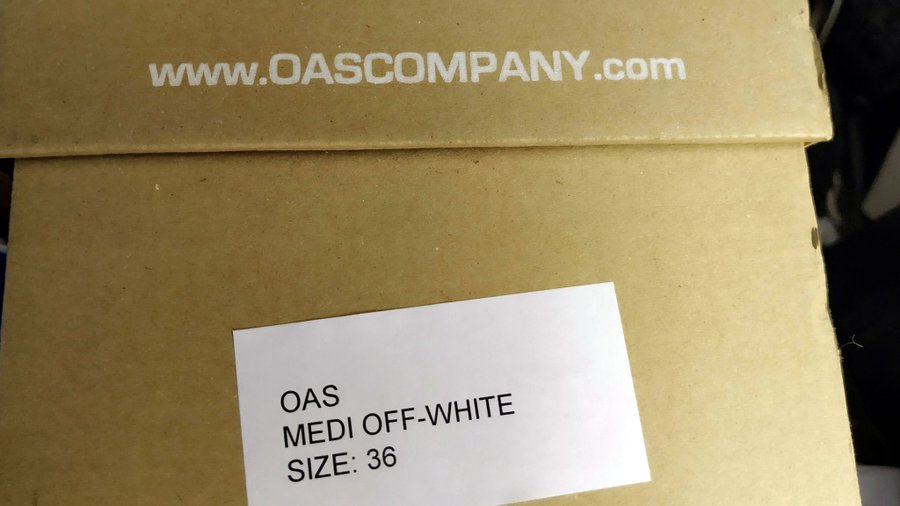 www.OASCOMPANY.com
OAS
MEDI OFF-WHITE
SIZE: 36